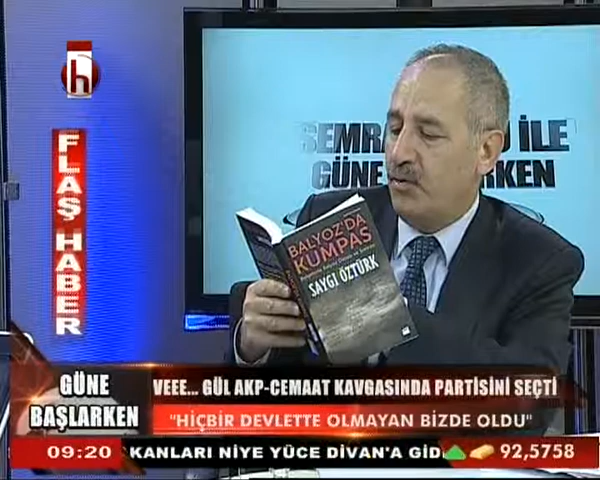 h
FLAŞ HABER
SEMRA İLE
GÜNE BAŞLARKEN
BALYOZ'DA
KUMPAS
SAYGI ÖZTÜRK
GÜNE
BAŞLARKEN
VEEE... GÜL AKP-CEMAAT KAVGASINDA PARTİSİNİ SEÇTİ
"HİÇBİR DEVLETTE OLMAYAN BİZDE OLDU"
09:20
KANLARI NİYE YÜCE DİVAN'A GİD
92,5758